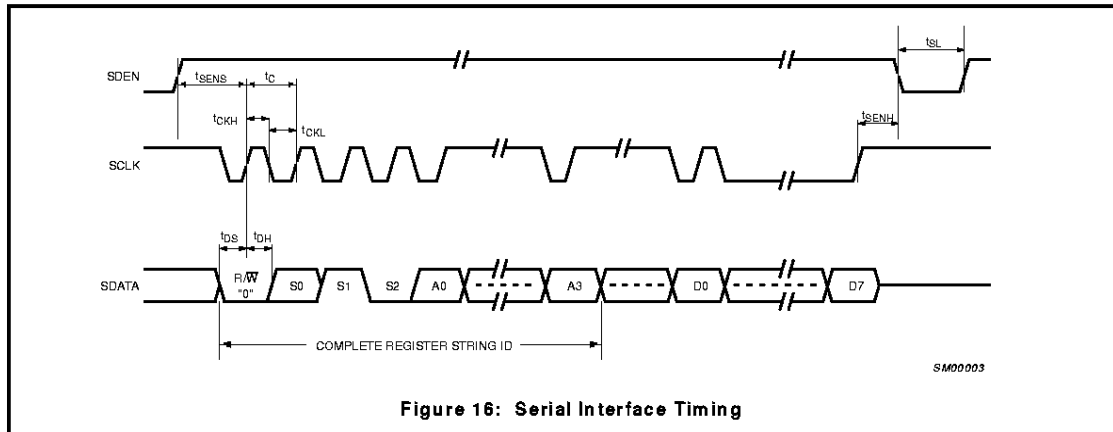 tSL
SDEN
tSENS tC
tSENH
tCKH tCKL
SCLK
tDS tDH
SDATA R/W̅ "0" S0 S1 S2 A0 A3 D0 D7
COMPLETE REGISTER STRING ID
SM00003
Figure 16: Serial Interface Timing